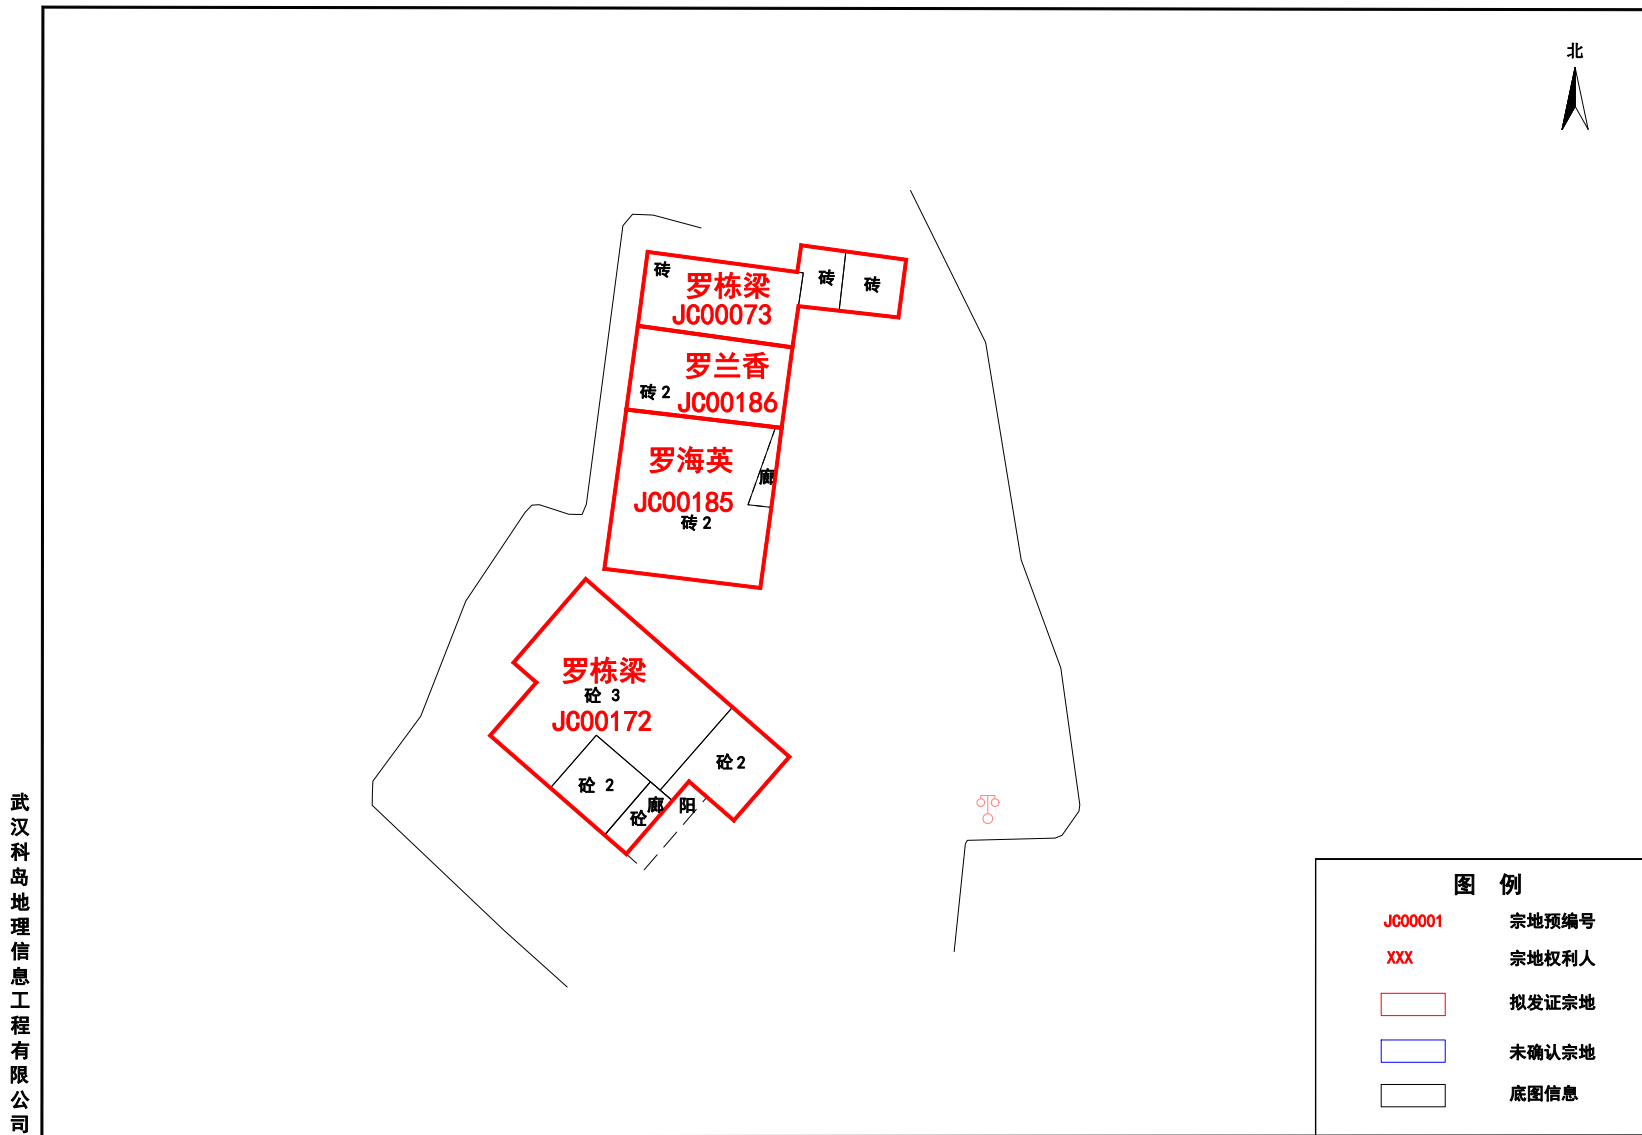 北
砖
罗栋梁
JC00073
砖
砖
罗兰香
砖2
JC00186
罗海英
廊
JC00185
砖2
罗栋梁
砼 3
JC00172
砼2
砼 2
廊
阳
砼
武汉科岛地理信息工程有限公司
图 例
JC00001
宗地预编号
XXX
宗地权利人
拟发证宗地
未确认宗地
底图信息